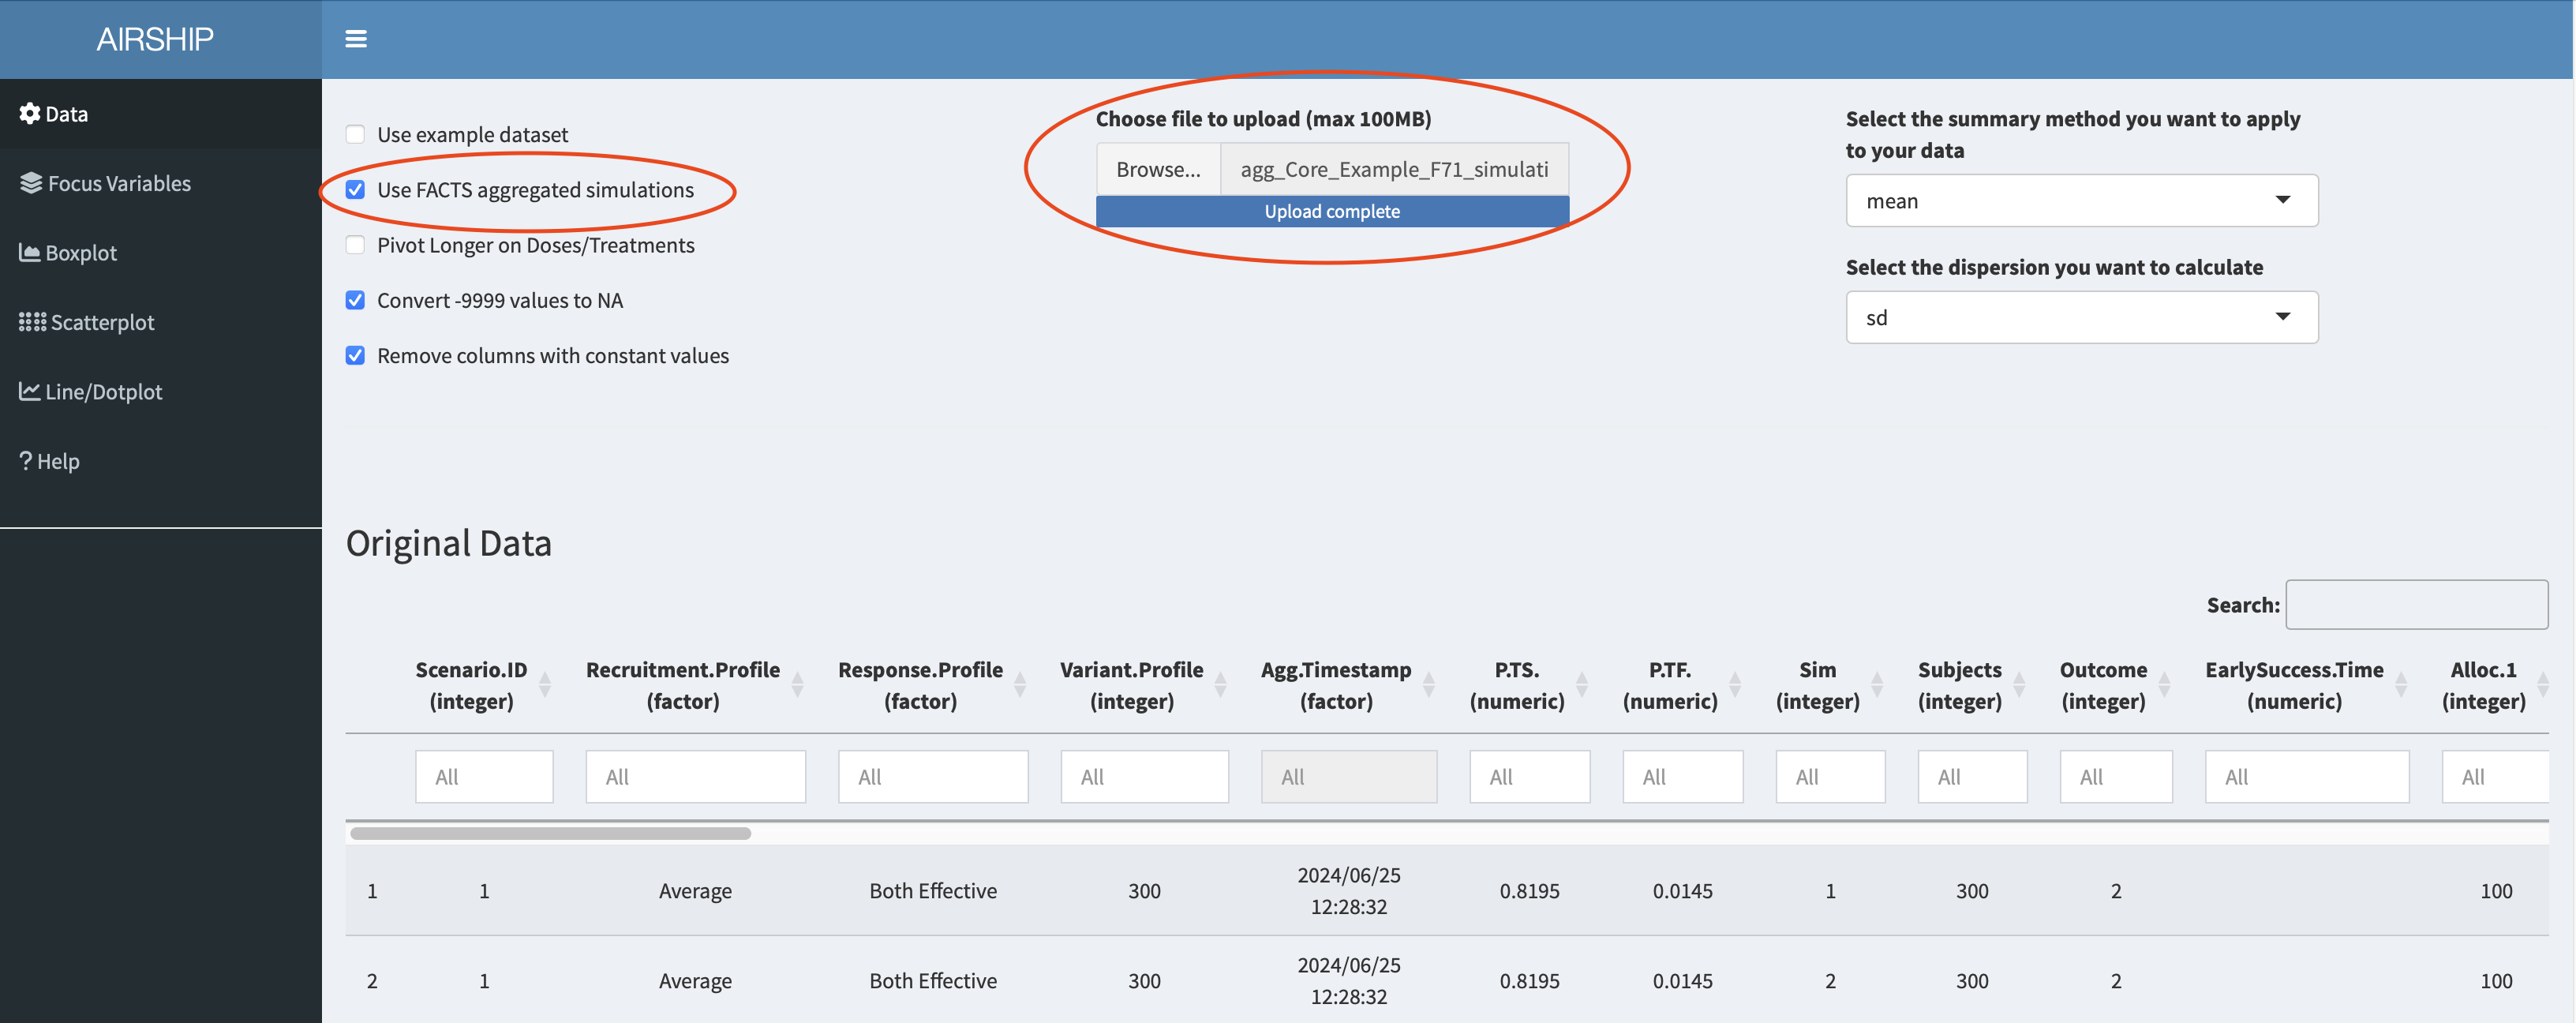 AIRSHIP
Data
Focus Variables
Boxplot
Scatterplot
Line/Dotplot
? Help
Use example dataset
Use FACTS aggregated simulations
Pivot Longer on Doses/Treatments
Convert -9999 values to NA
Remove columns with constant values
Choose file to upload (max 100MB)
Browse... agg_Core_Example_F71_simulati
Upload complete
Select the summary method you want to apply
to your data
mean
Select the dispersion you want to calculate
sd
Original Data
Search:
Scenario.ID Recruitment.Profile Response.Profile Variant.Profile Agg.Timestamp P.TS. P.TF. Sim Subjects Outcome EarlySuccess.Time Alloc.1
(integer) (factor) (factor) (integer) (factor) (numeric) (numeric) (integer) (integer) (integer) (numeric) (integer)
All All All All All All All All All All All All
1 1 Average Both Effective 300 2024/06/25 12:28:32 0.8195 0.0145 1 300 2 100
2 1 Average Both Effective 300 2024/06/25 12:28:32 0.8195 0.0145 2 300 2 100